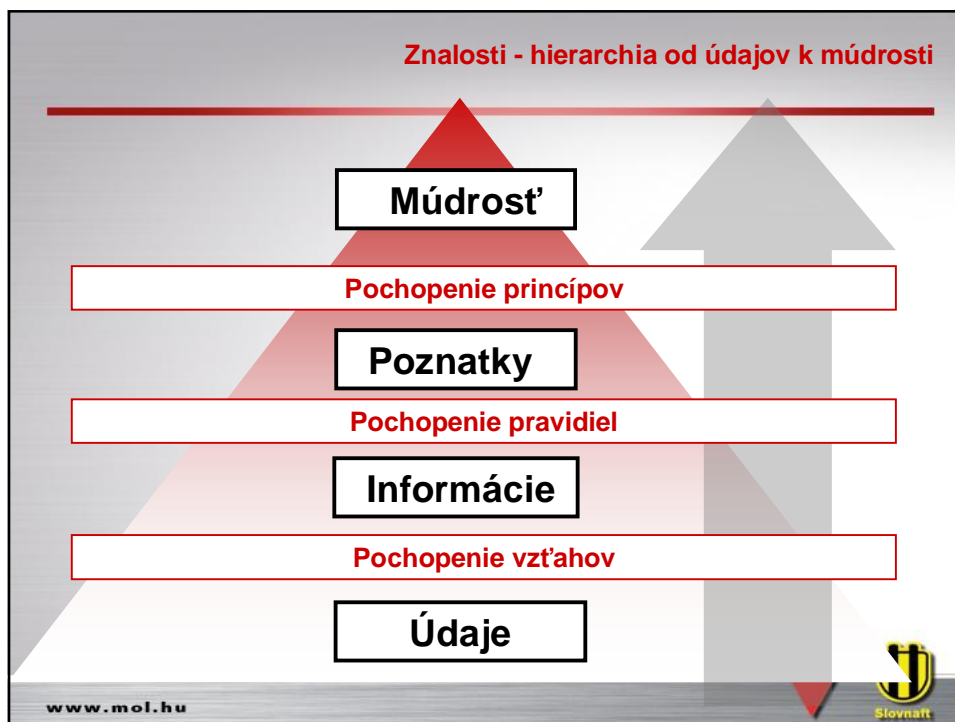 Znalosti - hierarchia od údajov k múdrosti
Múdrosť
Pochopenie princípov
Poznatky
Pochopenie pravidiel
Informácie
Pochopenie vzťahov
Údaje
www.mol.hu
Slovnaft